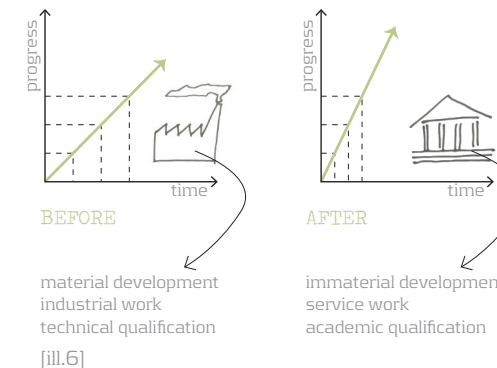 progress
time
BEFORE
material development
industrial work
technical qualification
[ill.6]
progress
time
AFTER
immaterial developmen
service work
academic qualification